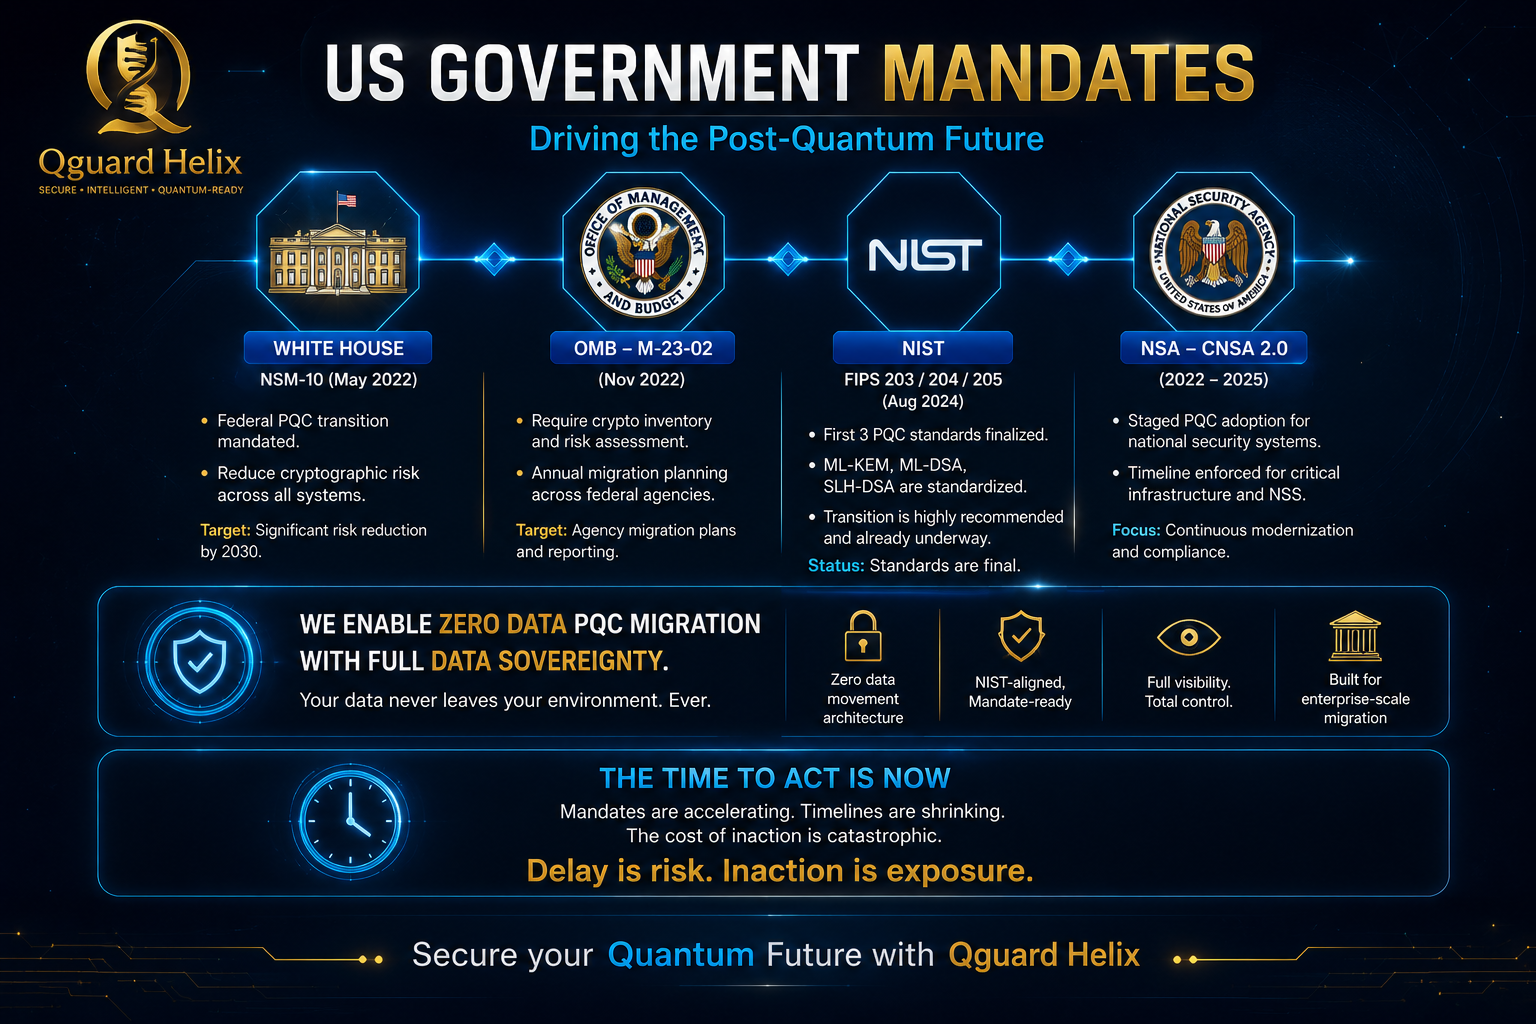 Qguard Helix
SECURE • INTELLIGENT • QUANTUM-READY
US GOVERNMENT MANDATES
Driving the Post-Quantum Future
OFFICE OF MANAGEMENT
AND BUDGET
NIST
NATIONAL SECURITY AGENCY
UNITED STATES OV AMERICA
WHITE HOUSE
NSM-10 (May 2022)
• Federal PQC transition
mandated.
• Reduce cryptographic risk
across all systems.
Target: Significant risk reduction
by 2030.
OMB – M-23-02
(Nov 2022)
• Require crypto inventory
and risk assessment.
• Annual migration planning
across federal agencies.
Target: Agency migration plans
and reporting.
NIST
FIPS 203 / 204 / 205
(Aug 2024)
• First 3 PQC standards finalized.
• ML-KEM, ML-DSA,
SLH-DSA are standardized.
• Transition is highly recommended
and already underway.
Status: Standards are final.
NSA – CNSA 2.0
(2022 – 2025)
• Staged PQC adoption for
national security systems.
• Timeline enforced for critical
infrastructure and NSS.
Focus: Continuous modernization
and compliance.
WE ENABLE ZERO DATA PQC MIGRATION
WITH FULL DATA SOVEREIGNTY.
Your data never leaves your environment. Ever.
Zero data
movement
architecture
NIST-aligned,
Mandate-ready
Full visibility.
Total control.
Built for
enterprise-scale
migration
THE TIME TO ACT IS NOW
Mandates are accelerating. Timelines are shrinking.
The cost of inaction is catastrophic.
Delay is risk. Inaction is exposure.
Secure your Quantum Future with Qguard Helix